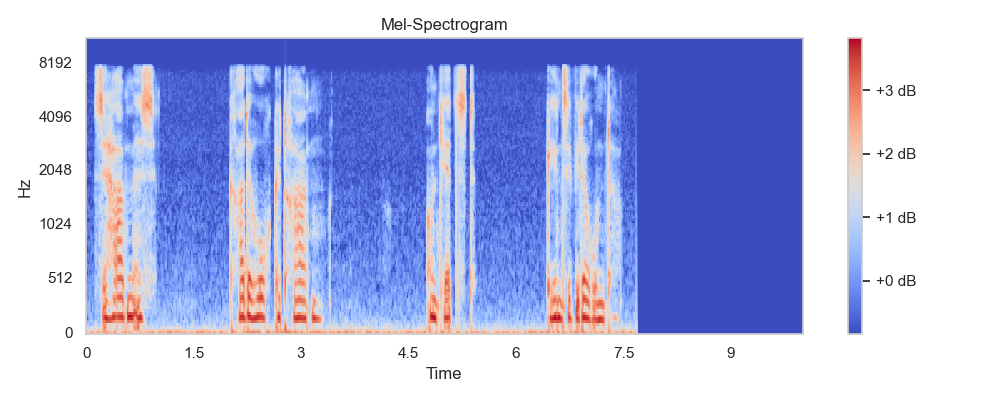 Mel-Spectrogram
8192
4096
2048
1024
512
0
Hz
0 1.5 3 4.5 6 7.5 9
Time
+3 dB
+2 dB
+1 dB
+0 dB